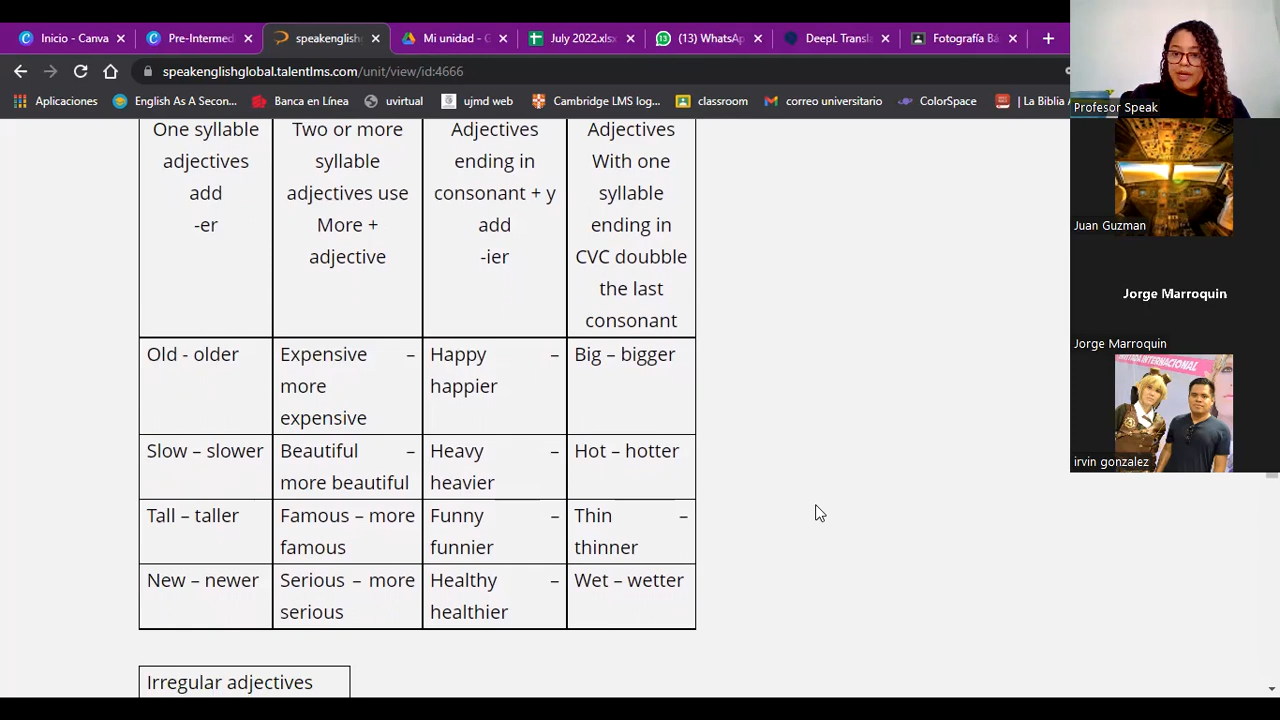 Inicio - Canva
Pre-Intermed
speakenglish
Mi unidad - G
July 2022.xlsx
(13) WhatsAp
DeepL Transla
Fotografía Bá
speakenglishglobal.talentlms.com/unit/view/id:4666
Aplicaciones
English As A Secon...
Banca en Línea
uvirtual
ujmd web
Cambridge LMS log...
classroom
correo universitario
ColorSpace
La Biblia A
One syllable
adjectives
add
-er
Two or more
syllable
adjectives use
More +
adjective
Adjectives
ending in
consonant + y
add
-ier
Adjectives
With one
syllable
ending in
CVC doubble
the last
consonant
Old - older
Expensive –
more
expensive
Happy –
happier
Big – bigger
Slow – slower
Beautiful –
more beautiful
Heavy –
heavier
Hot – hotter
Tall – taller
Famous – more
famous
Funny –
funnier
Thin –
thinner
New – newer
Serious – more
serious
Healthy –
healthier
Wet – wetter
Irregular adjectives
Profesor Speak
Juan Guzman
Jorge Marroquin
Jorge Marroquin
INTERNACIONAL
irvin gonzalez